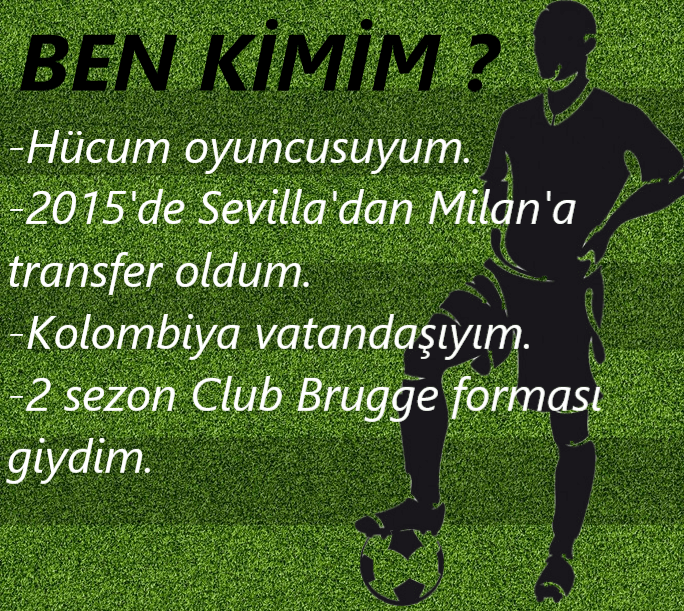 BEN KİMİM ?
-Hücum oyuncusuyum.
-2015'de Sevilla'dan Milan'a
transfer oldum.
-Kolombiya vatandaşıyım.
-2 sezon Club Brugge forması
giydim.